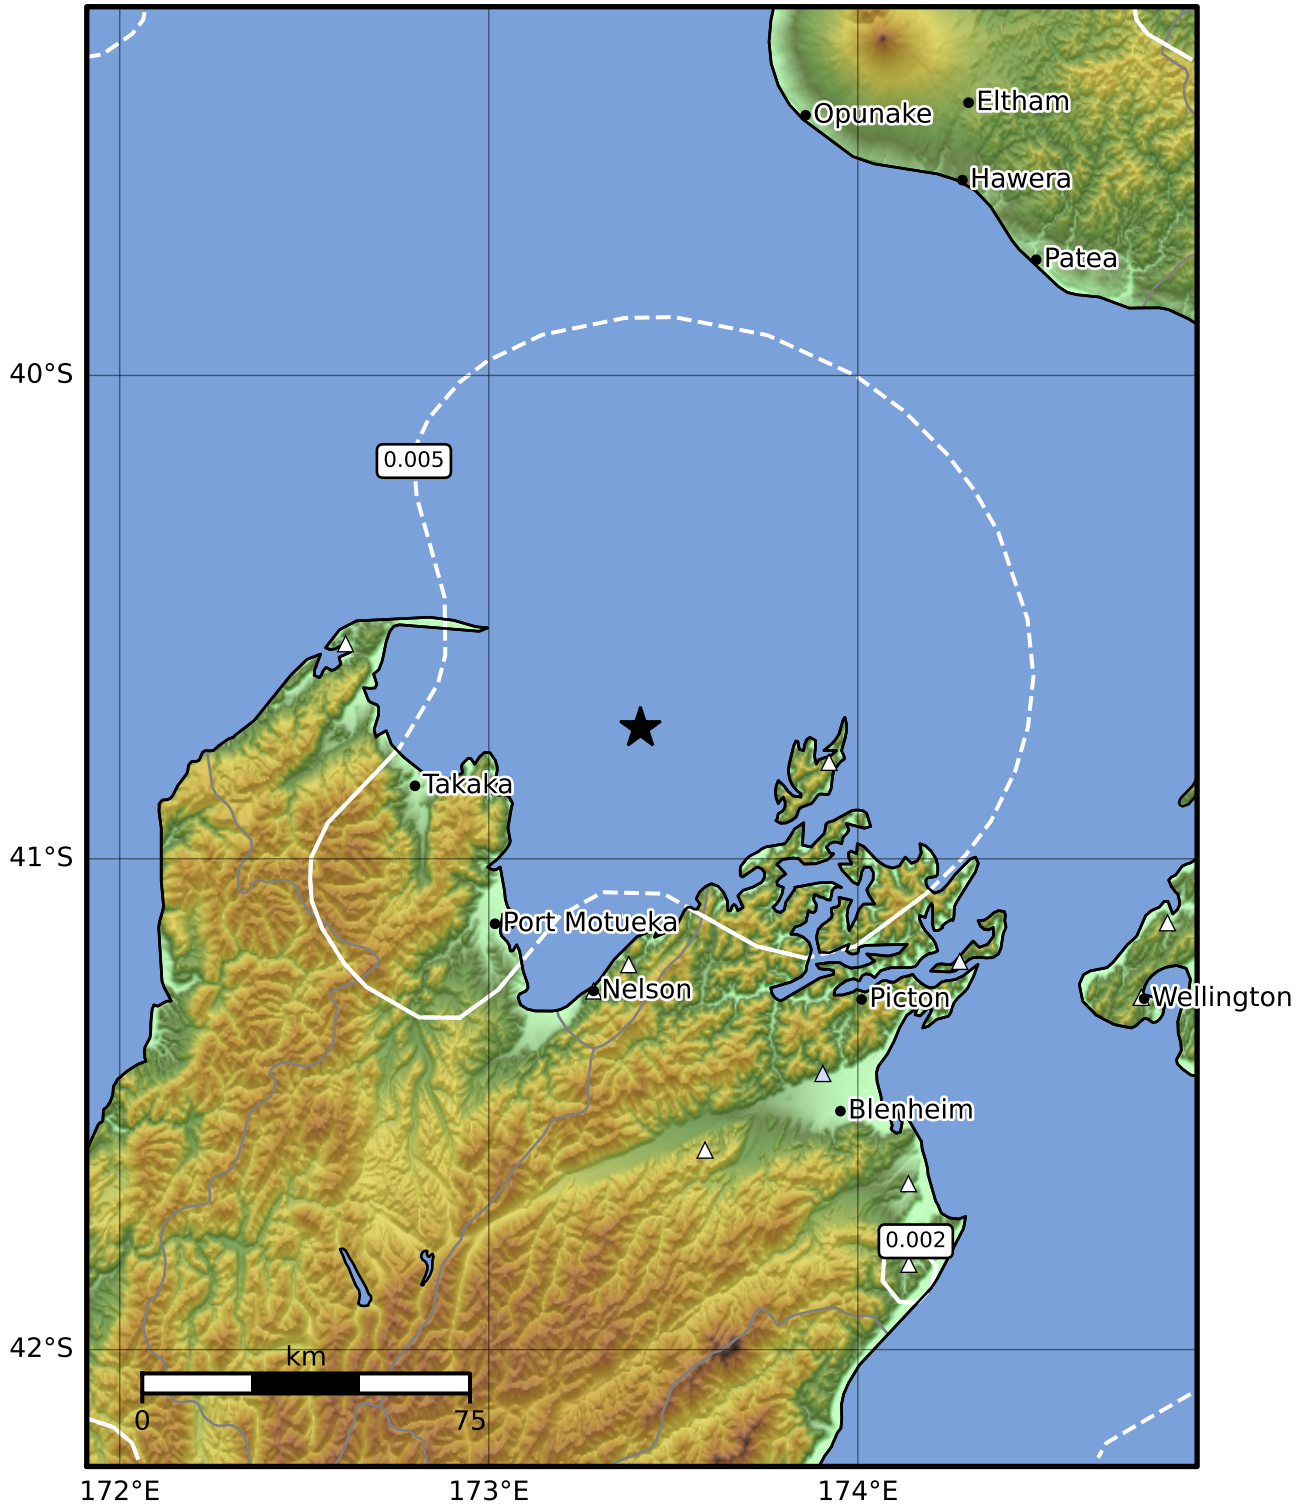 Eltham
Opunake
Hawera
Patea
40°S
0.005
Takaka
41°S
Port Motueka
Nelson
Picton
Wellington
Blenheim
0.002
42°S
km
0 75
172°E 173°E 174°E